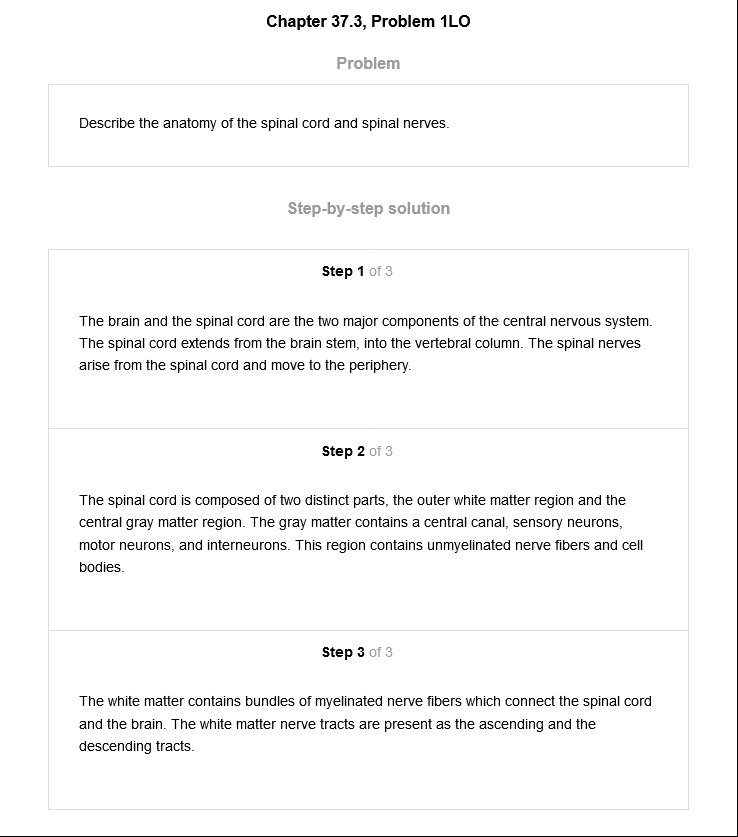 Chapter 37.3, Problem 1LO
Problem
Describe the anatomy of the spinal cord and spinal nerves.
Step-by-step solution
Step 1 of 3
The brain and the spinal cord are the two major components of the central nervous system.
The spinal cord extends from the brain stem, into the vertebral column. The spinal nerves
arise from the spinal cord and move to the periphery.
Step 2 of 3
The spinal cord is composed of two distinct parts, the outer white matter region and the
central gray matter region. The gray matter contains a central canal, sensory neurons,
motor neurons, and interneurons. This region contains unmyelinated nerve fibers and cell
bodies.
Step 3 of 3
The white matter contains bundles of myelinated nerve fibers which connect the spinal cord
and the brain. The white matter nerve tracts are present as the ascending and the
descending tracts.